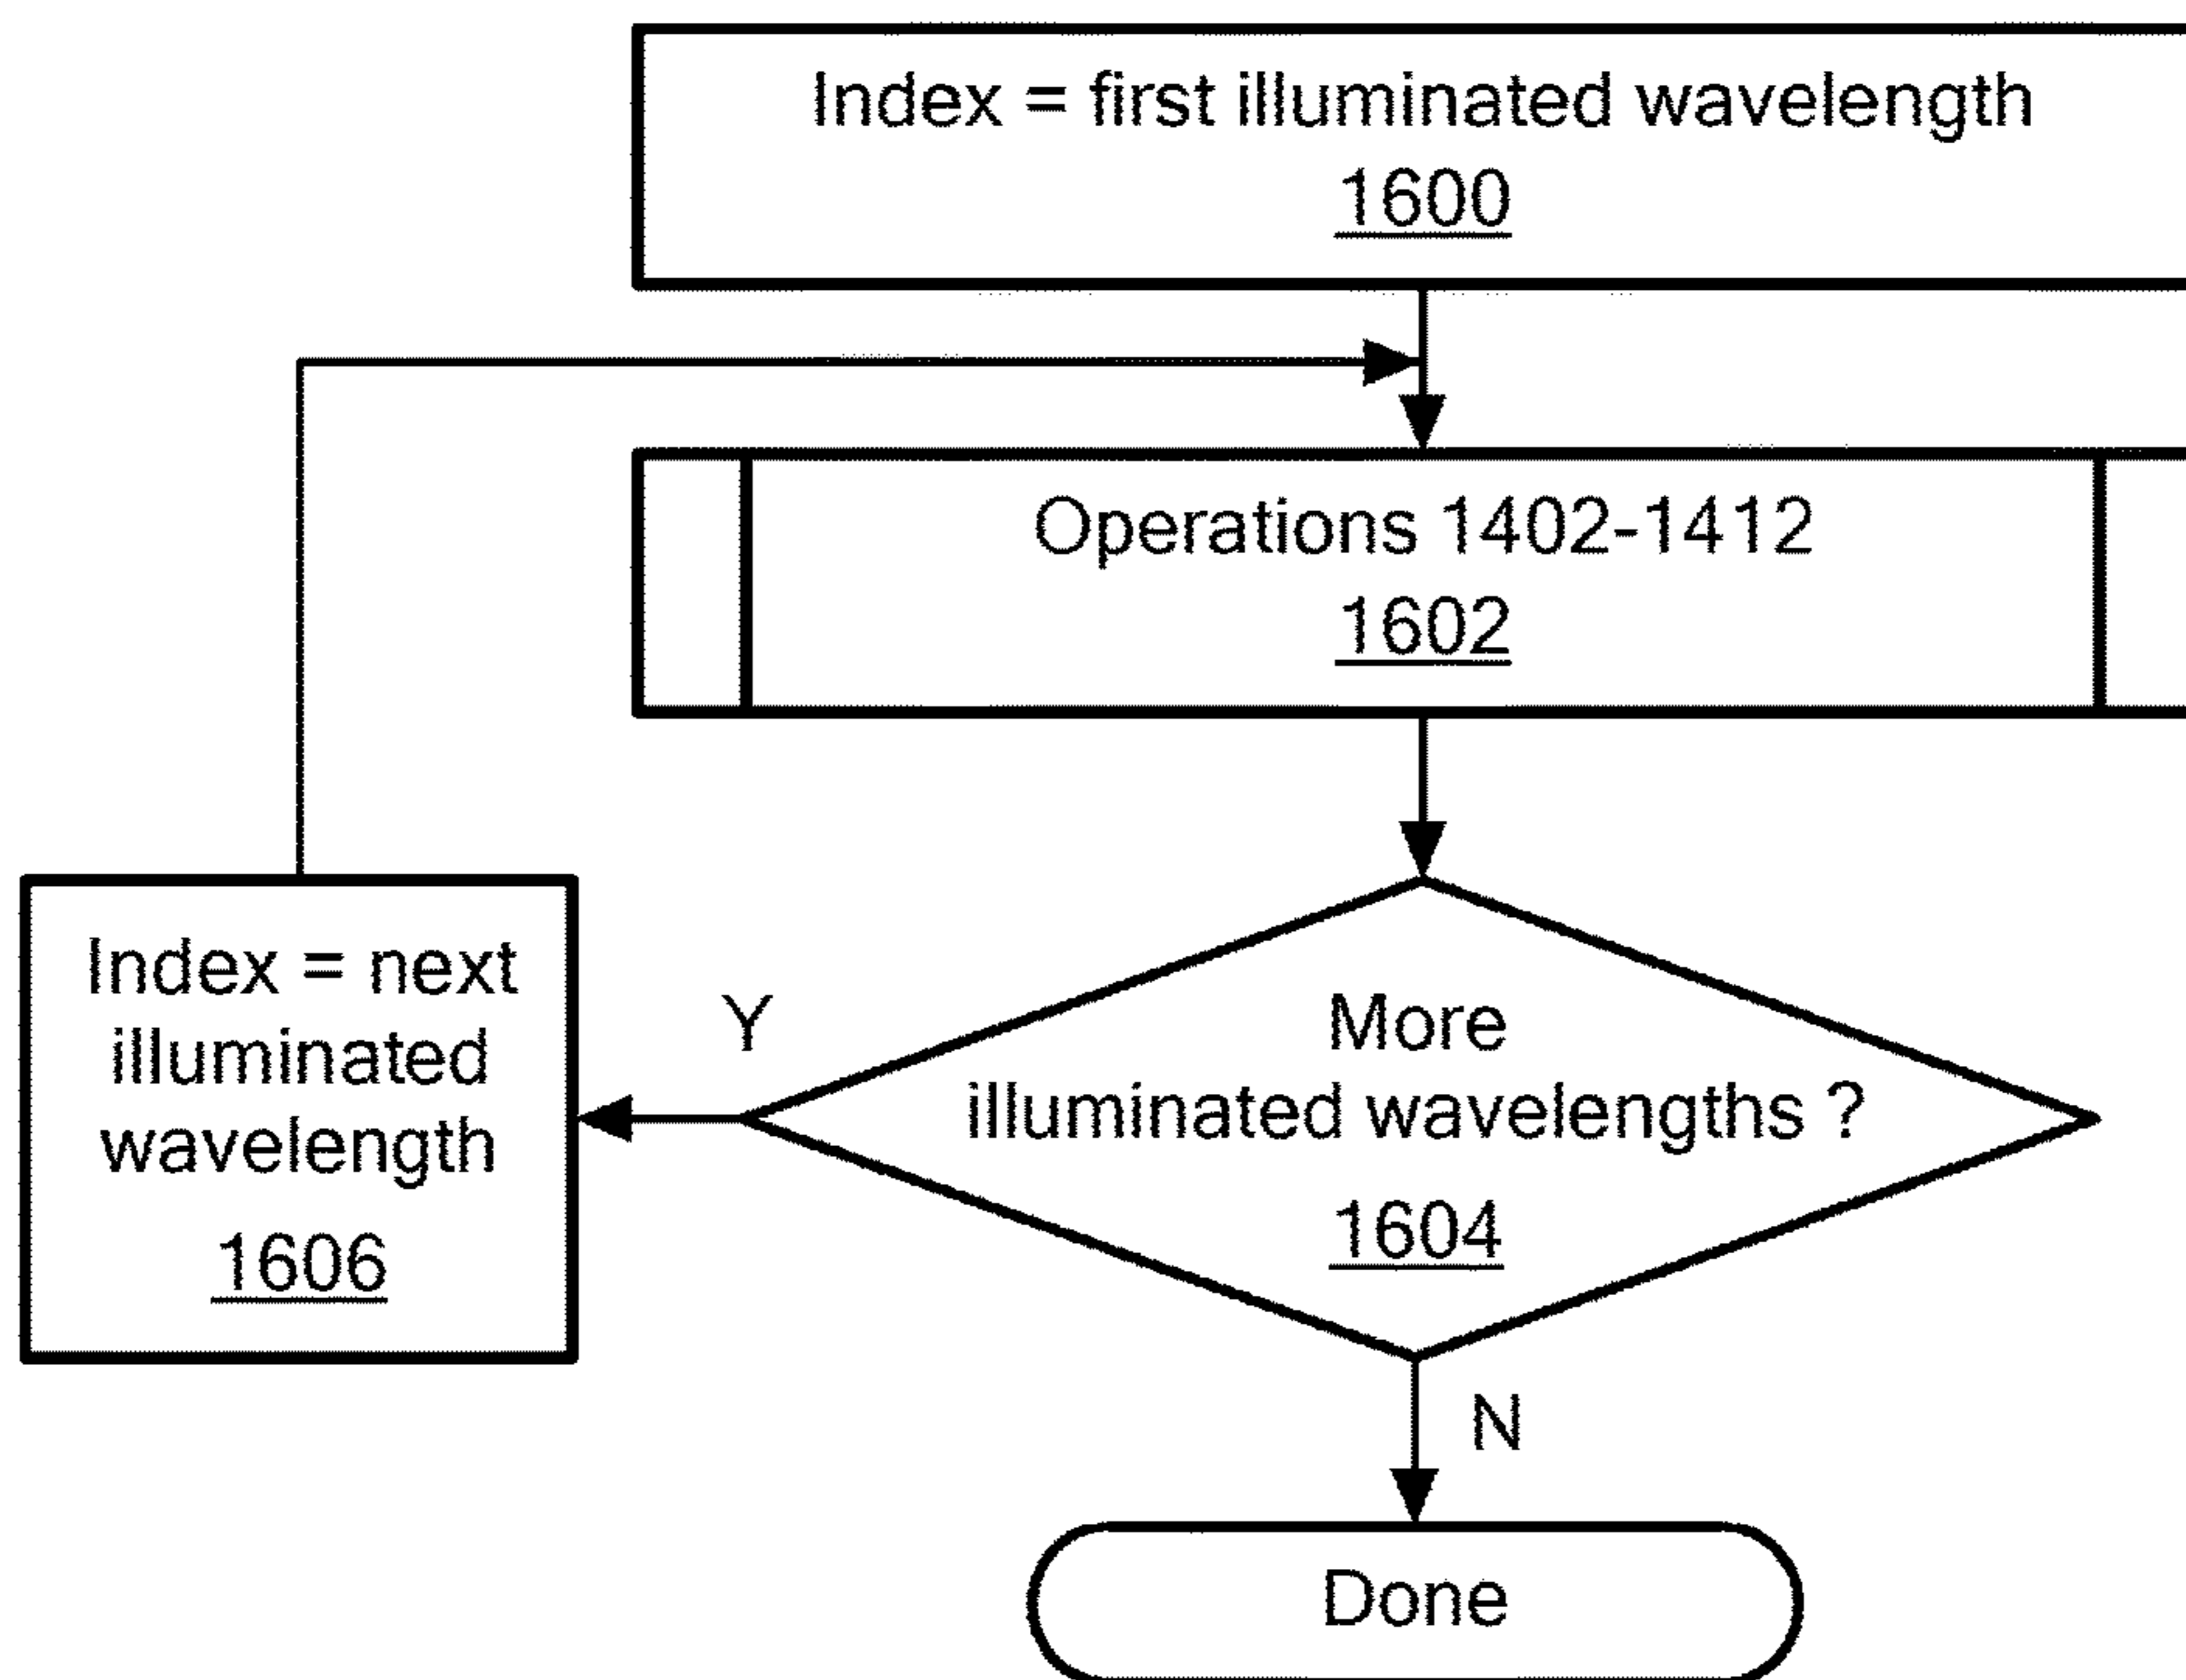 Index = first illuminated wavelength
1600
Operations 1402-1412
1602
More
illuminated wavelengths ?
1604
Y
Index = next
illuminated
wavelength
1606
N
Done